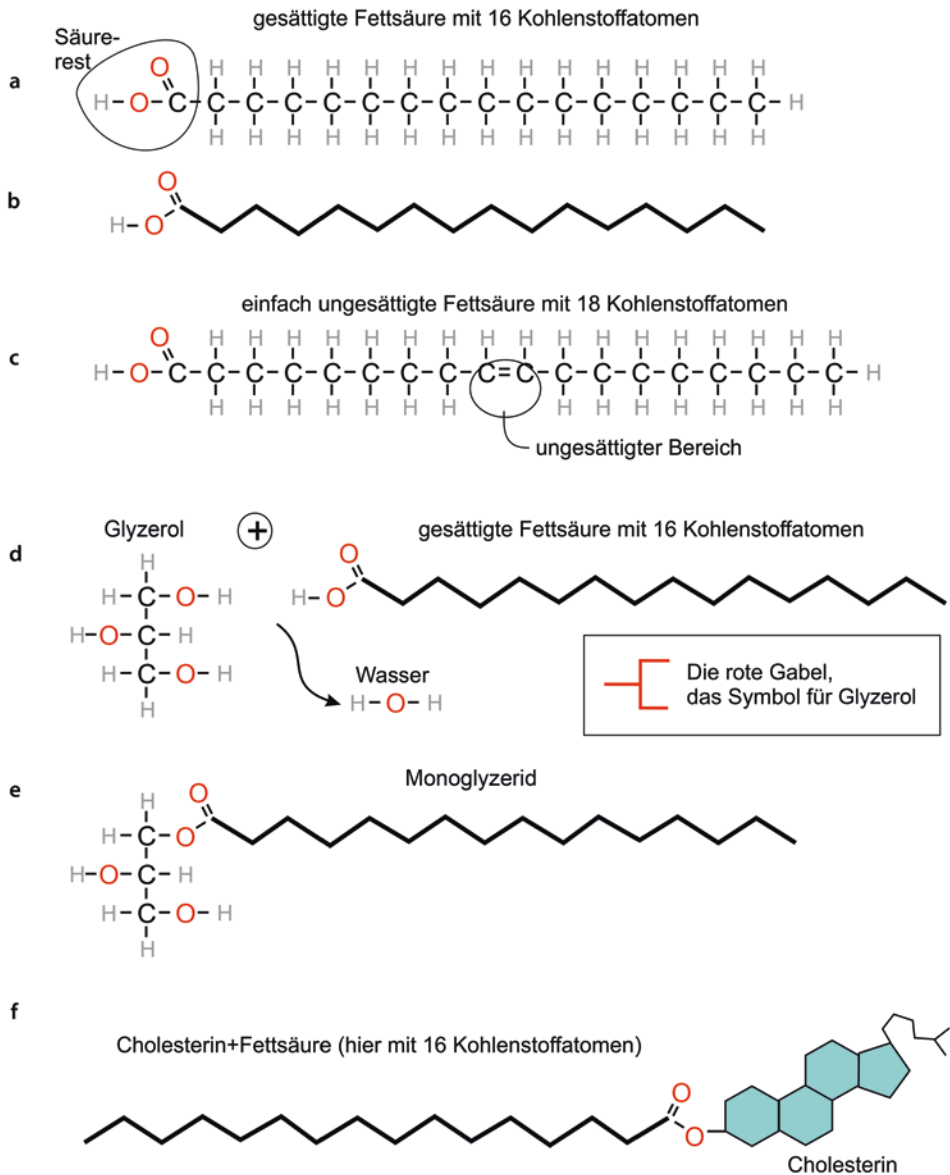 gesättigte Fettsäure mit 16 Kohlenstoffatomen
Säure-
rest
a
O H H H H H H H H H H H H H H H
H O C C C C C C C C C C C C C C C C H
H H H H H H H H H H H H H H H
b
O
H O
einfach ungesättigte Fettsäure mit 18 Kohlenstoffatomen
c
O H H H H H H H H H H H H H H H H H
H O C C C C C C C C C = C C C C C C C C C H
H H H H H H H H H H H H H H H
ungesättigter Bereich
d
Glyzerol
+
gesättigte Fettsäure mit 16 Kohlenstoffatomen
H
H C O H
H O C H
H C O H
H
O
H O
Wasser
H O H
Die rote Gabel,
das Symbol für Glyzerol
e
Monoglyzerid
H O
H C O
H O C H
H C O H
H
f
Cholesterin+Fettsäure (hier mit 16 Kohlenstoffatomen)
O
O
Cholesterin